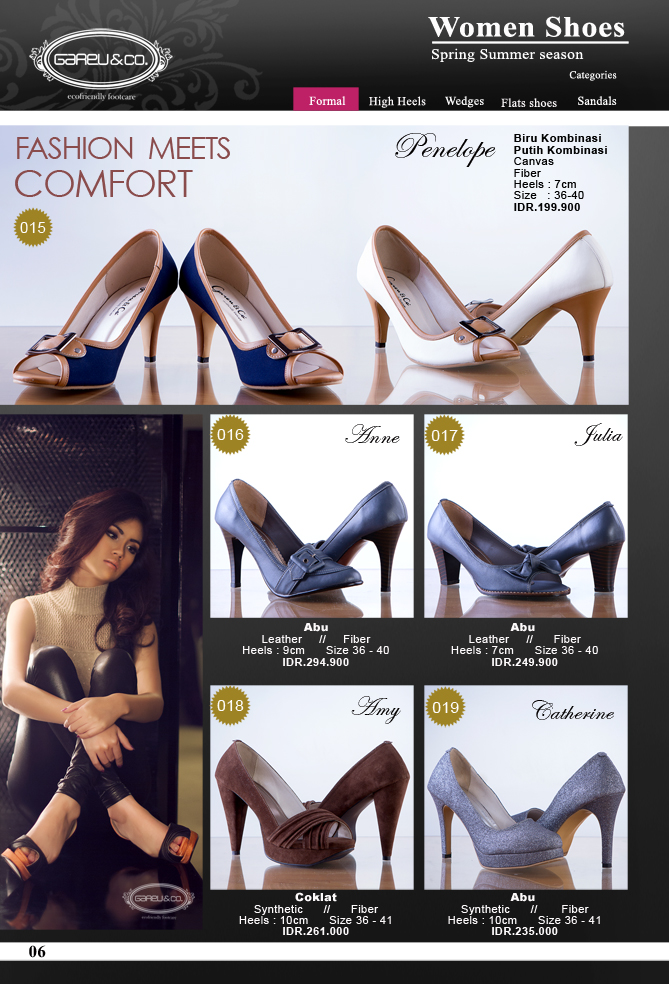 GAREU&CO.
ecofriendly footcare
Women Shoes
Spring Summer season
Categories
Formal High Heels Wedges Flats shoes Sandals
FASHION MEETS
COMFORT
015
Penelope
Biru Kombinasi
Putih Kombinasi
Canvas
Fiber
Heels : 7cm
Size : 36-40
IDR.199.900
016
Anne
Abu
Leather // Fiber
Heels : 9cm Size 36 - 40
IDR.294.900
017
Julia
Abu
Leather // Fiber
Heels : 7cm Size 36 - 40
IDR.249.900
018
Amy
Coklat
Synthetic // Fiber
Heels : 10cm Size 36 - 41
IDR.261.000
019
Catherine
Abu
Synthetic // Fiber
Heels : 10cm Size 36 - 41
IDR.235.000
GAREU&CO.
ecofriendly footcare
06